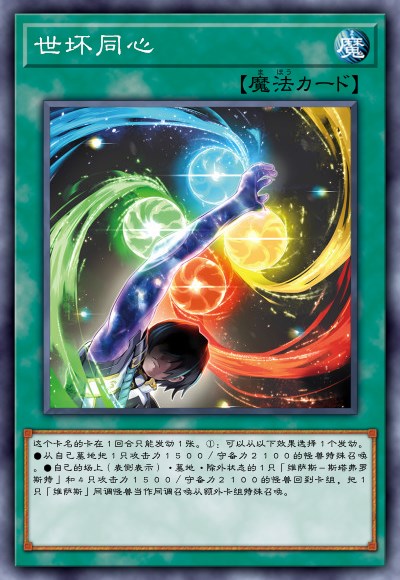 世坏同心
魔
【魔法カード】
这个卡名的卡在1回合只能发动1张。①：可以从以下效果选择1个发动。
●从自己墓地把1只攻击力1500／守备力2100的怪兽特殊召唤
。●自己的场上（表侧表示）·墓地·除外状态的1只「维萨斯－斯塔弗罗
斯特」和4只攻击力1500／守备力2100的怪兽回到卡组，把1
只「维萨斯」同调怪兽当作同调召唤从额外卡组特殊召唤。